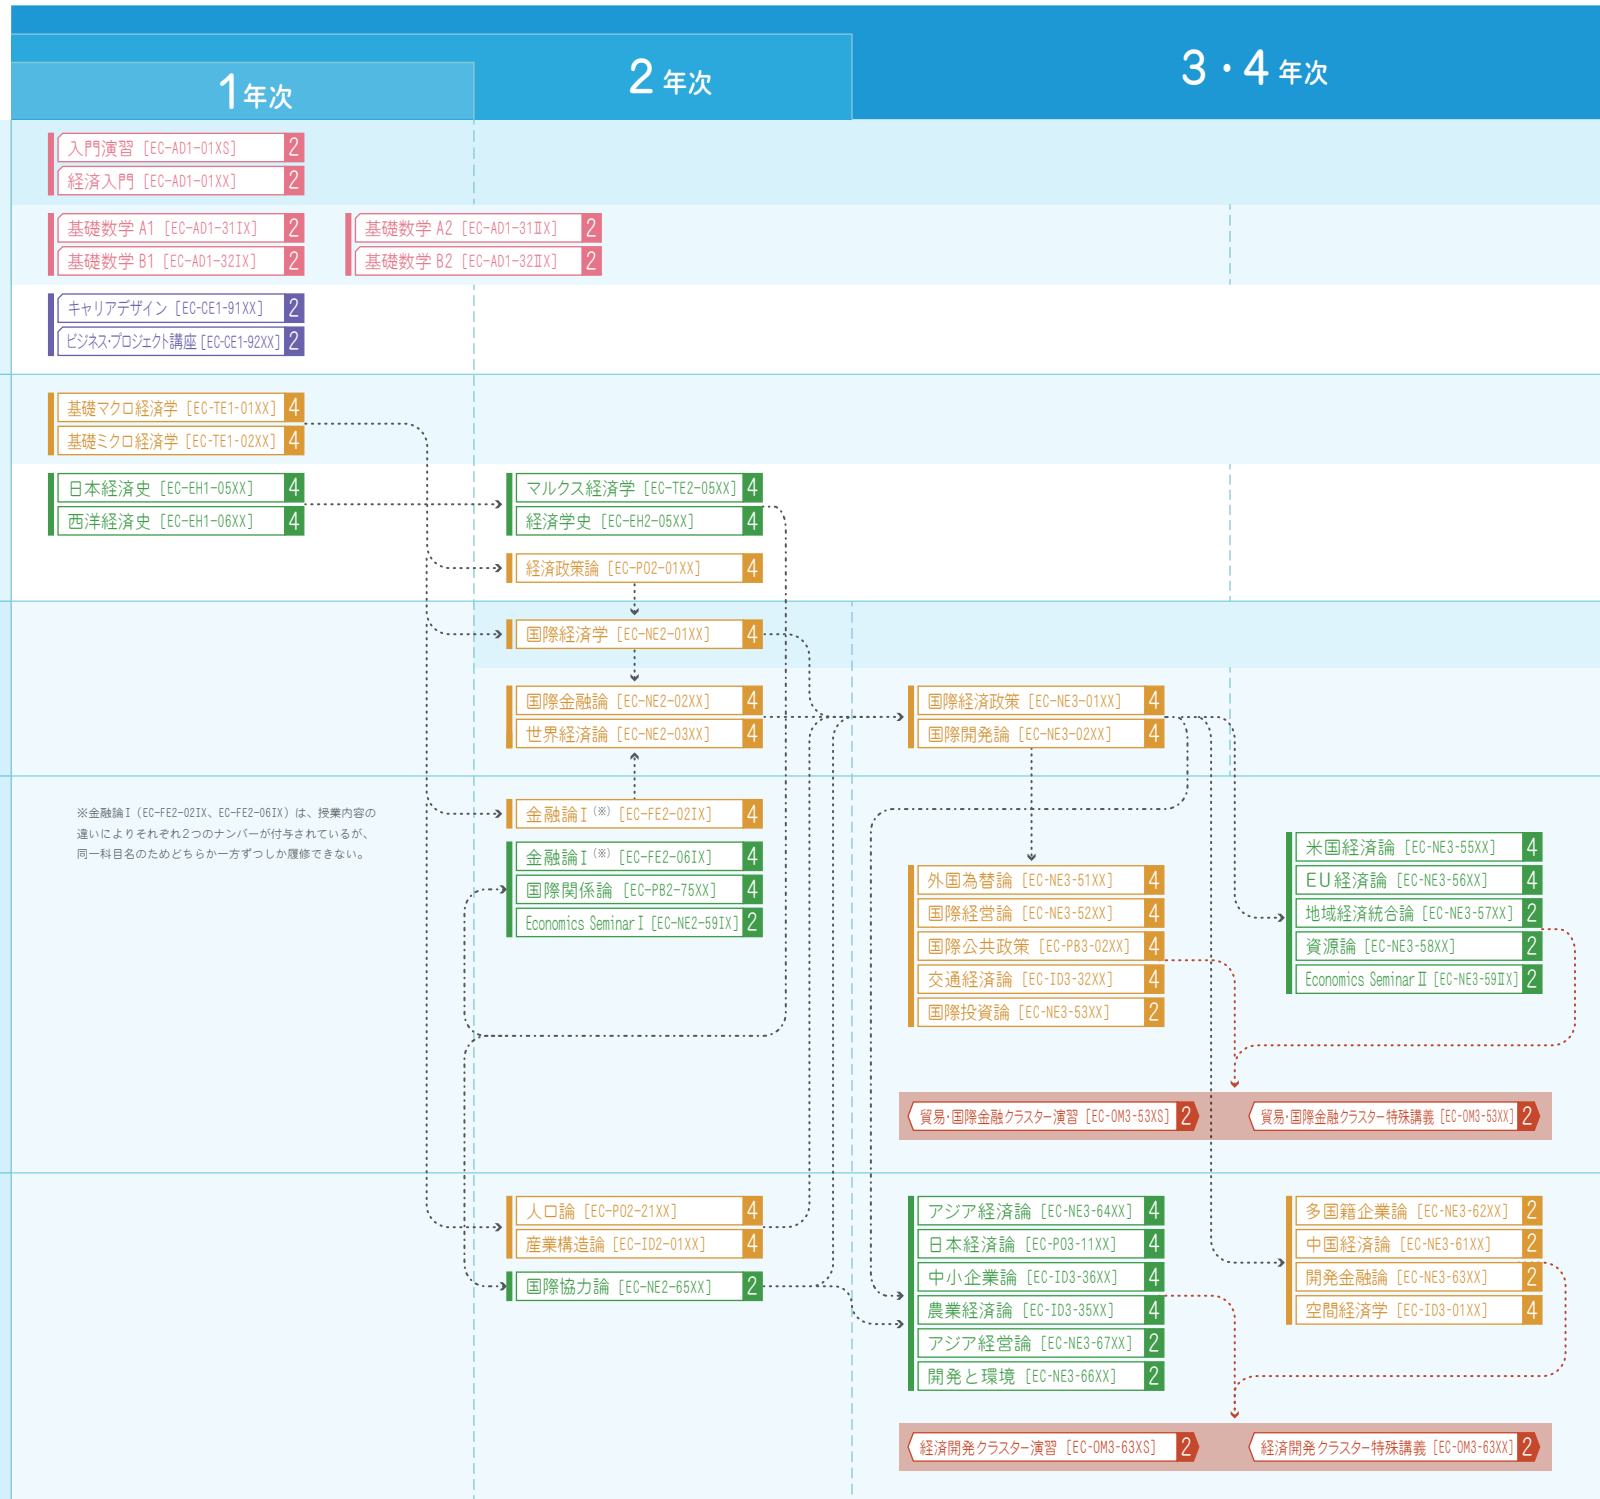 1年次
2年次
3・4年次
入門演習 [EC-AD1-01XS] 2
経済入門 [EC-AD1-01XX] 2
基礎数学 A1 [EC-AD1-31IX] 2
基礎数学 B1 [EC-AD1-32IX] 2
基礎数学 A2 [EC-AD1-31ⅡX] 2
基礎数学 B2 [EC-AD1-32ⅡX] 2
キャリアデザイン [EC-CE1-91XX] 2
ビジネス・プロジェクト講座 [EC-CE1-92XX] 2
基礎マクロ経済学 [EC-TE1-01XX] 4
基礎ミクロ経済学 [EC-TE1-02XX] 4
日本経済史 [EC-EH1-05XX] 4
西洋経済史 [EC-EH1-06XX] 4
マルクス経済学 [EC-TE2-05XX] 4
経済学史 [EC-EH2-05XX] 4
経済政策論 [EC-PO2-01XX] 4
国際経済学 [EC-NE2-01XX] 4
国際金融論 [EC-NE2-02XX] 4
世界経済論 [EC-NE2-03XX] 4
国際経済政策 [EC-NE3-01XX] 4
国際開発論 [EC-NE3-02XX] 4
※金融論Ⅰ（EC-FE2-02IX、EC-FE2-06IX）は、授業内容の
違いによりそれぞれ2つのナンバーが付与されているが、
同一科目名のためどちらか一方ずつしか履修できない。
金融論Ⅰ(※) [EC-FE2-02IX] 4
金融論Ⅰ(※) [EC-FE2-06IX] 4
国際関係論 [EC-PB2-75XX] 4
Economics SeminarⅠ [EC-NE2-59IX] 2
外国為替論 [EC-NE3-51XX] 4
国際経営論 [EC-NE3-52XX] 4
国際公共政策 [EC-PB3-02XX] 4
交通経済論 [EC-ID3-32XX] 4
国際投資論 [EC-NE3-53XX] 2
米国経済論 [EC-NE3-55XX] 4
EU経済論 [EC-NE3-56XX] 4
地域経済統合論 [EC-NE3-57XX] 2
資源論 [EC-NE3-58XX] 2
Economics SeminarⅡ [EC-NE3-59ⅡX] 2
貿易・国際金融クラスター演習 [EC-OM3-53XS] 2
貿易・国際金融クラスター特殊講義 [EC-OM3-53XX] 2
人口論 [EC-PO2-21XX] 4
産業構造論 [EC-ID2-01XX] 4
国際協力論 [EC-NE2-65XX] 2
アジア経済論 [EC-NE3-64XX] 4
日本経済論 [EC-PO3-11XX] 4
中小企業論 [EC-ID3-36XX] 4
農業経済論 [EC-ID3-35XX] 4
アジア経営論 [EC-NE3-67XX] 2
開発と環境 [EC-NE3-66XX] 2
多国籍企業論 [EC-NE3-62XX] 2
中国経済論 [EC-NE3-61XX] 2
開発金融論 [EC-NE3-63XX] 2
空間経済学 [EC-ID3-01XX] 4
経済開発クラスター演習 [EC-OM3-63XS] 2
経済開発クラスター特殊講義 [EC-OM3-63XX] 2